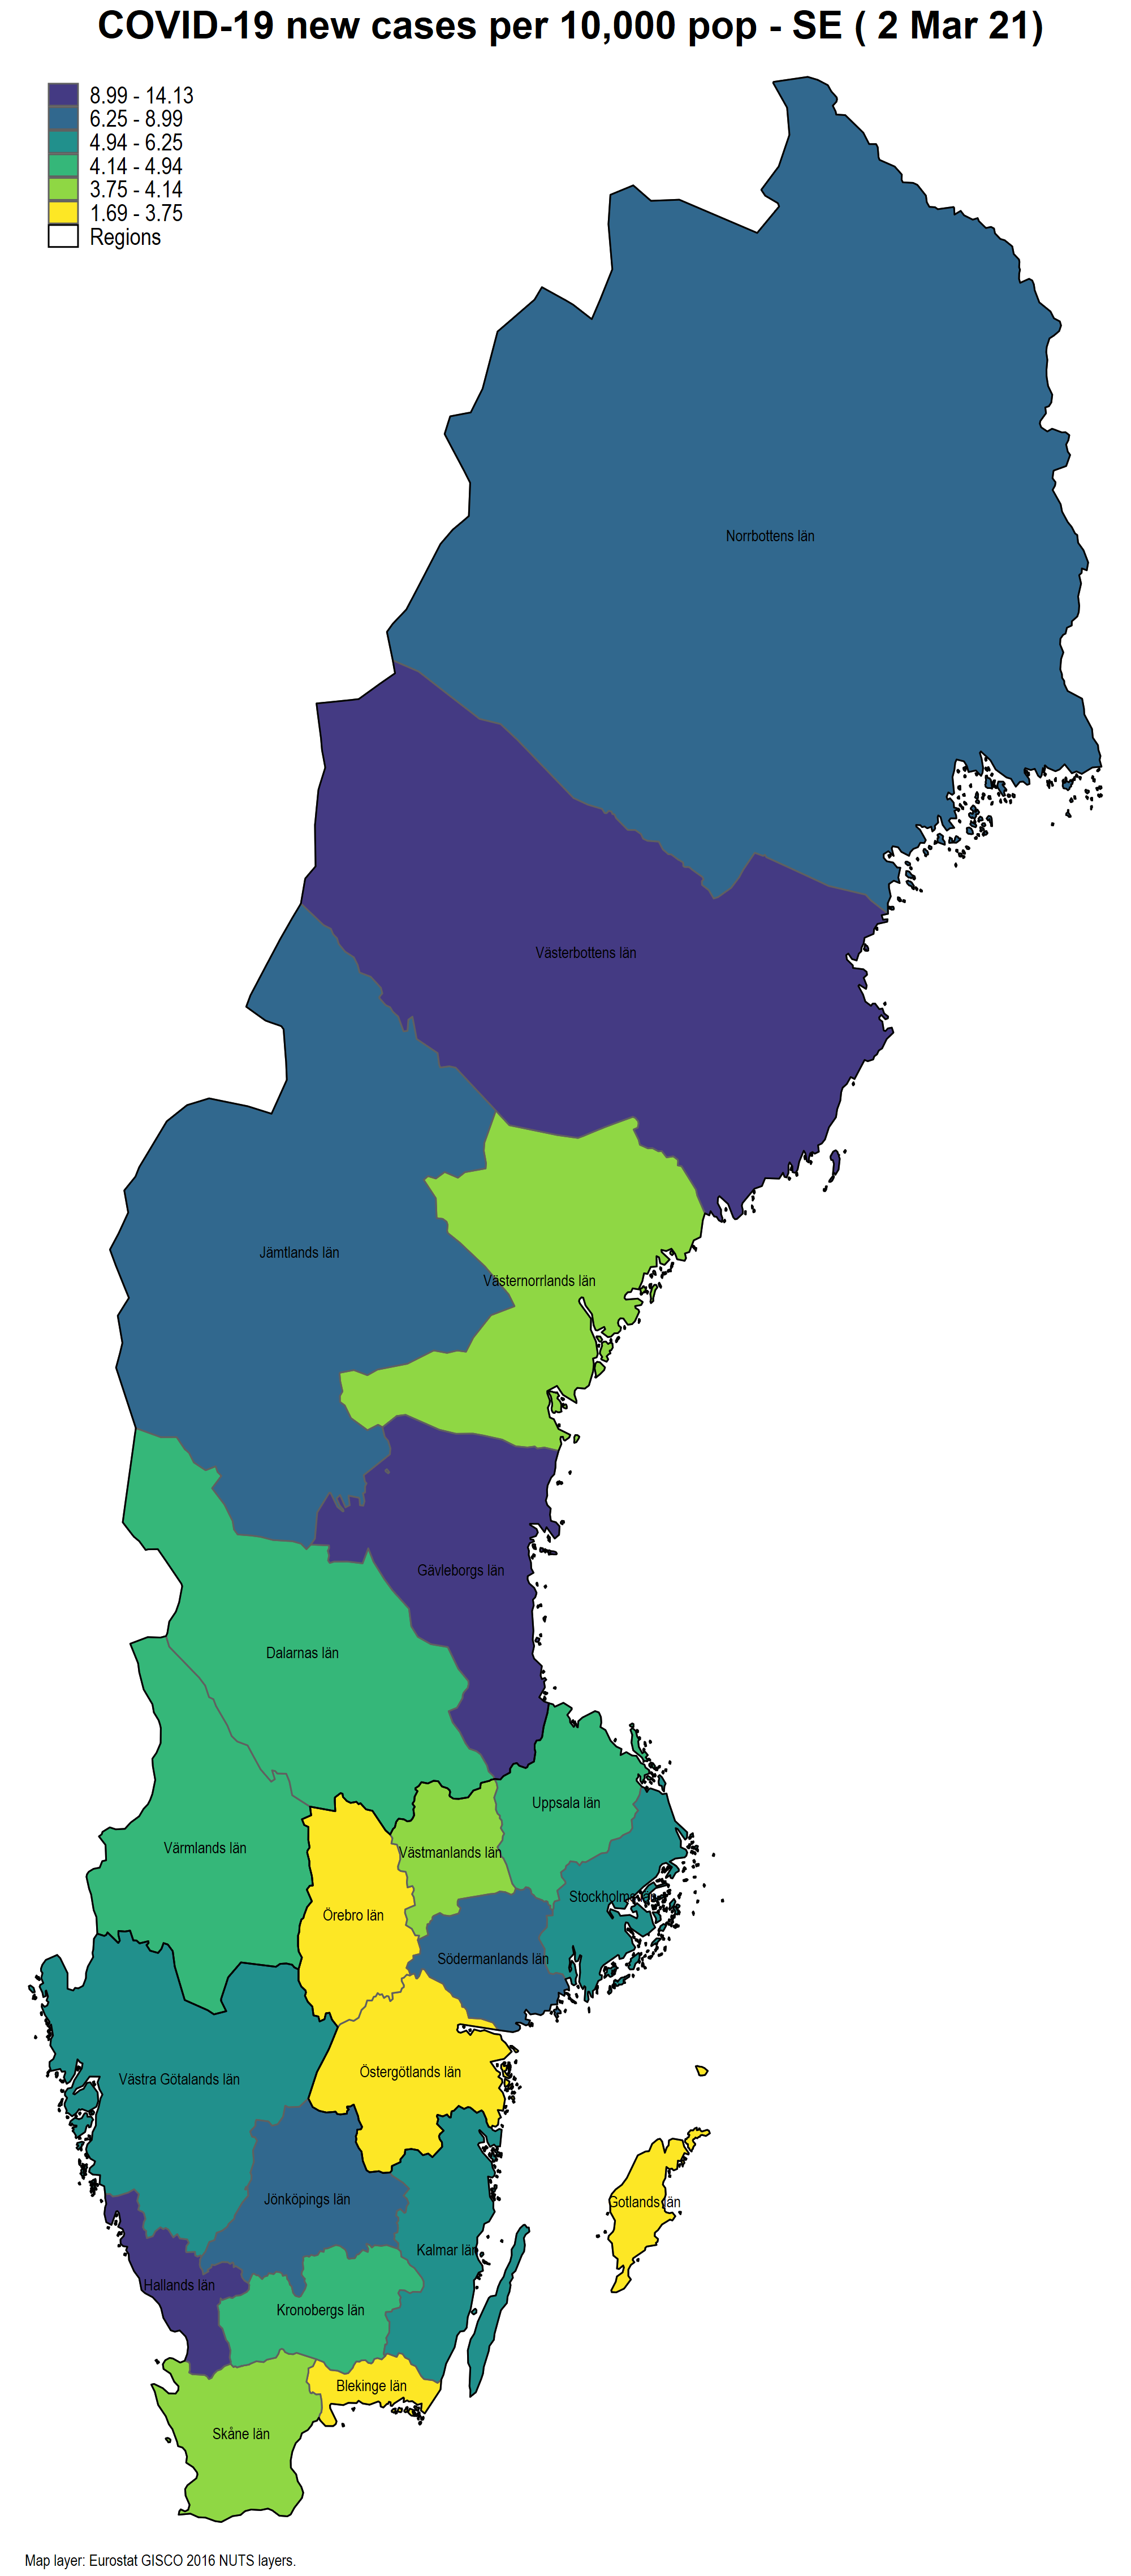 COVID-19 new cases per 10,000 pop - SE ( 2 Mar 21)
8.99 - 14.13
6.25 - 8.99
4.94 - 6.25
4.14 - 4.94
3.75 - 4.14
1.69 - 3.75
Regions
Norrbottens län
Västerbottens län
Jämtlands län
Västernorrlands län
Gävleborgs län
Dalarnas län
Uppsala län
Värmlands län
Västmanlands län
Stockholms län
Örebro län
Södermanlands län
Östergötlands län
Västra Götalands län
Jönköpings län
Gotlands län
Kalmar län
Hallands län
Kronobergs län
Blekinge län
Skåne län
Map layer: Eurostat GISCO 2016 NUTS layers.